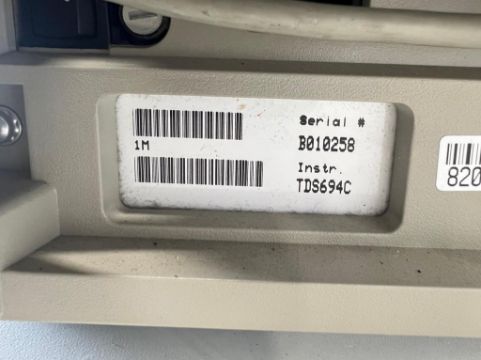 Serial #
1M B010258
Instr.
TDS694C
820